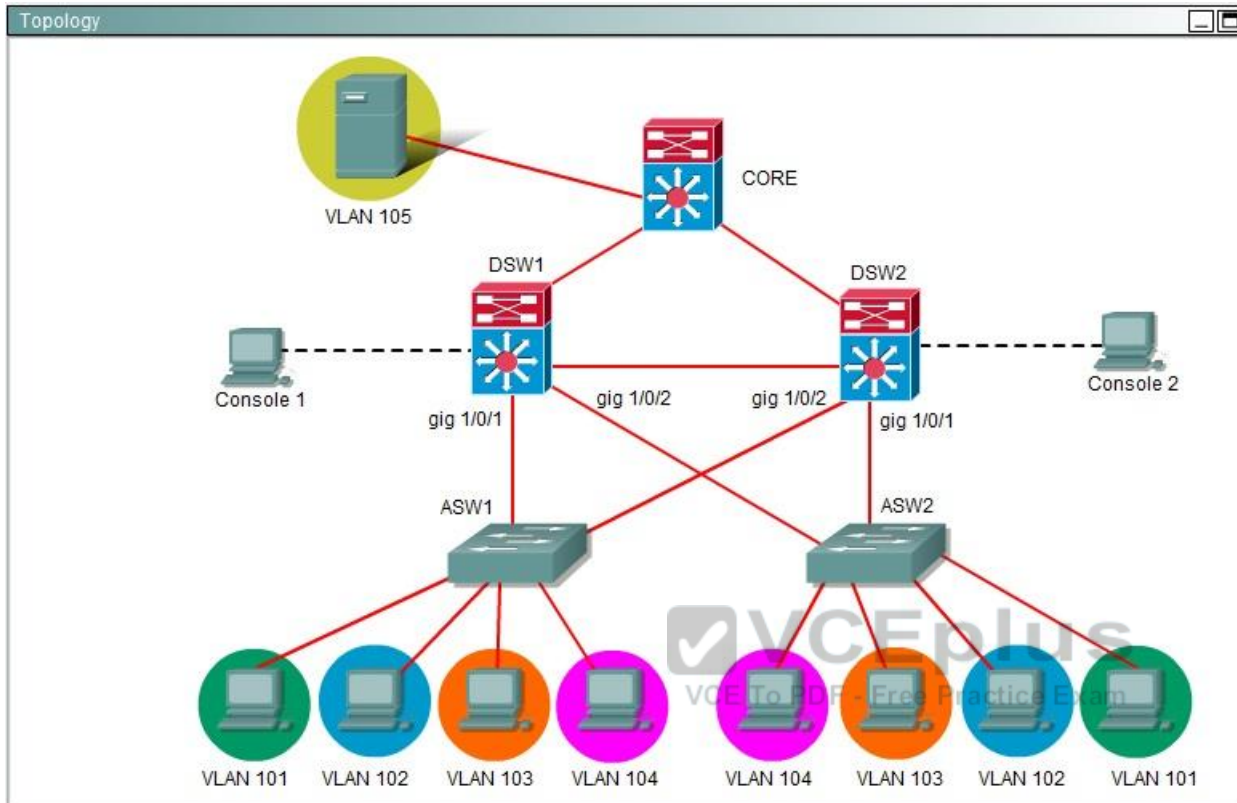 Topology
VLAN 105
CORE
DSW1
DSW2
Console 1
Console 2
gig 1/0/1
gig 1/0/2
gig 1/0/2
gig 1/0/1
ASW1
ASW2
VCEplus
VCE To PDF - Free Practice Exam
VLAN 101
VLAN 102
VLAN 103
VLAN 104
VLAN 104
VLAN 103
VLAN 102
VLAN 101